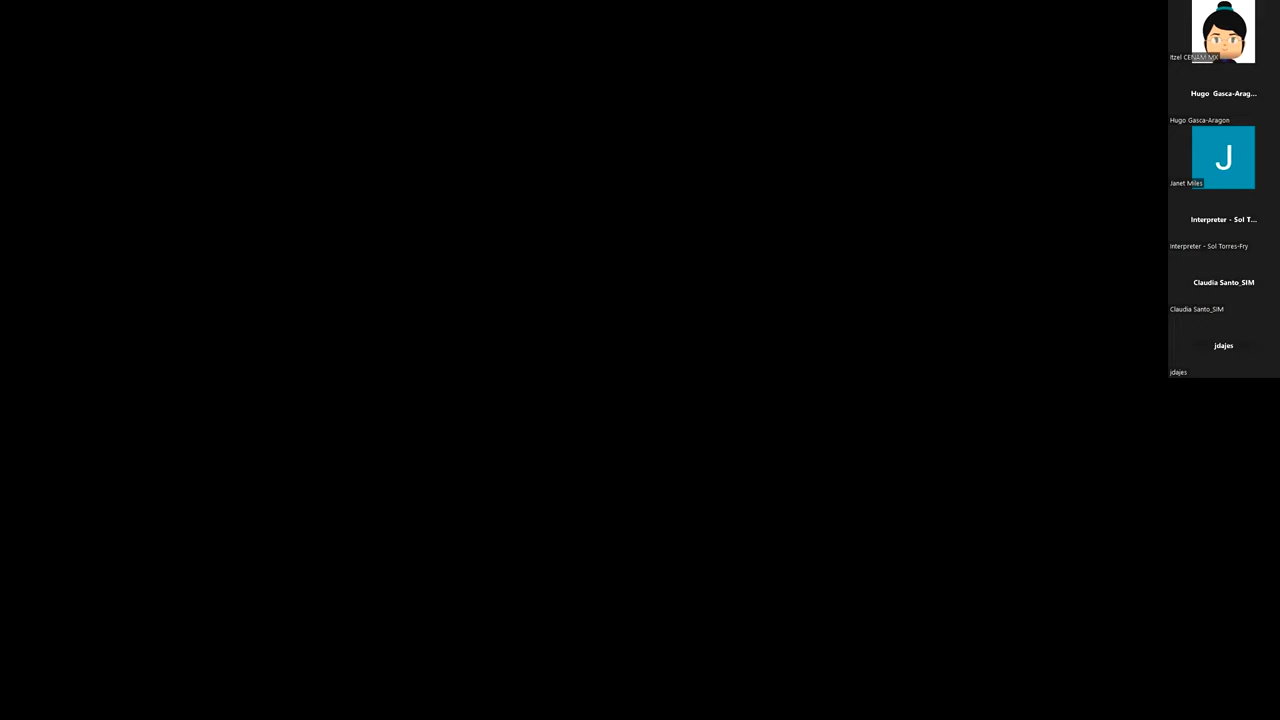 Itzel CENAM MX
Hugo Gasca-Arag...
Hugo Gasca-Aragon
J
Janet Miles
Interpreter - Sol T...
Interpreter - Sol Torres-Fry
Claudia Santo_SIM
Claudia Santo_SIM
jdajes
jdajes